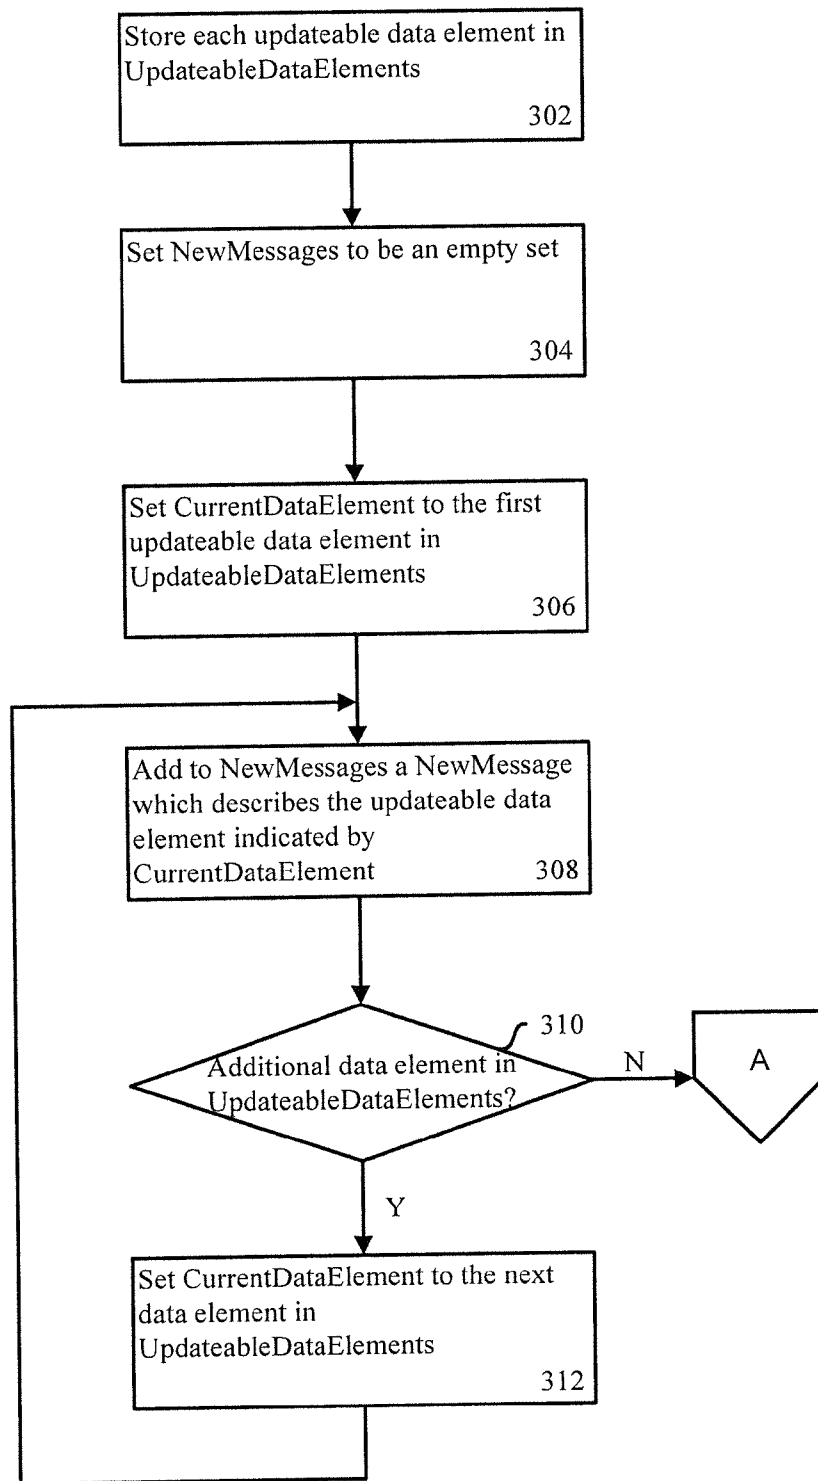 Store each updateable data element in
UpdateableDataElements
302
Set NewMessages to be an empty set
304
Set CurrentDataElement to the first
updateable data element in
UpdateableDataElements
306
Add to NewMessages a NewMessage
which describes the updateable data
element indicated by
CurrentDataElement
308
310
Additional data element in
UpdateableDataElements?
N
A
Y
Set CurrentDataElement to the next
data element in
UpdateableDataElements
312